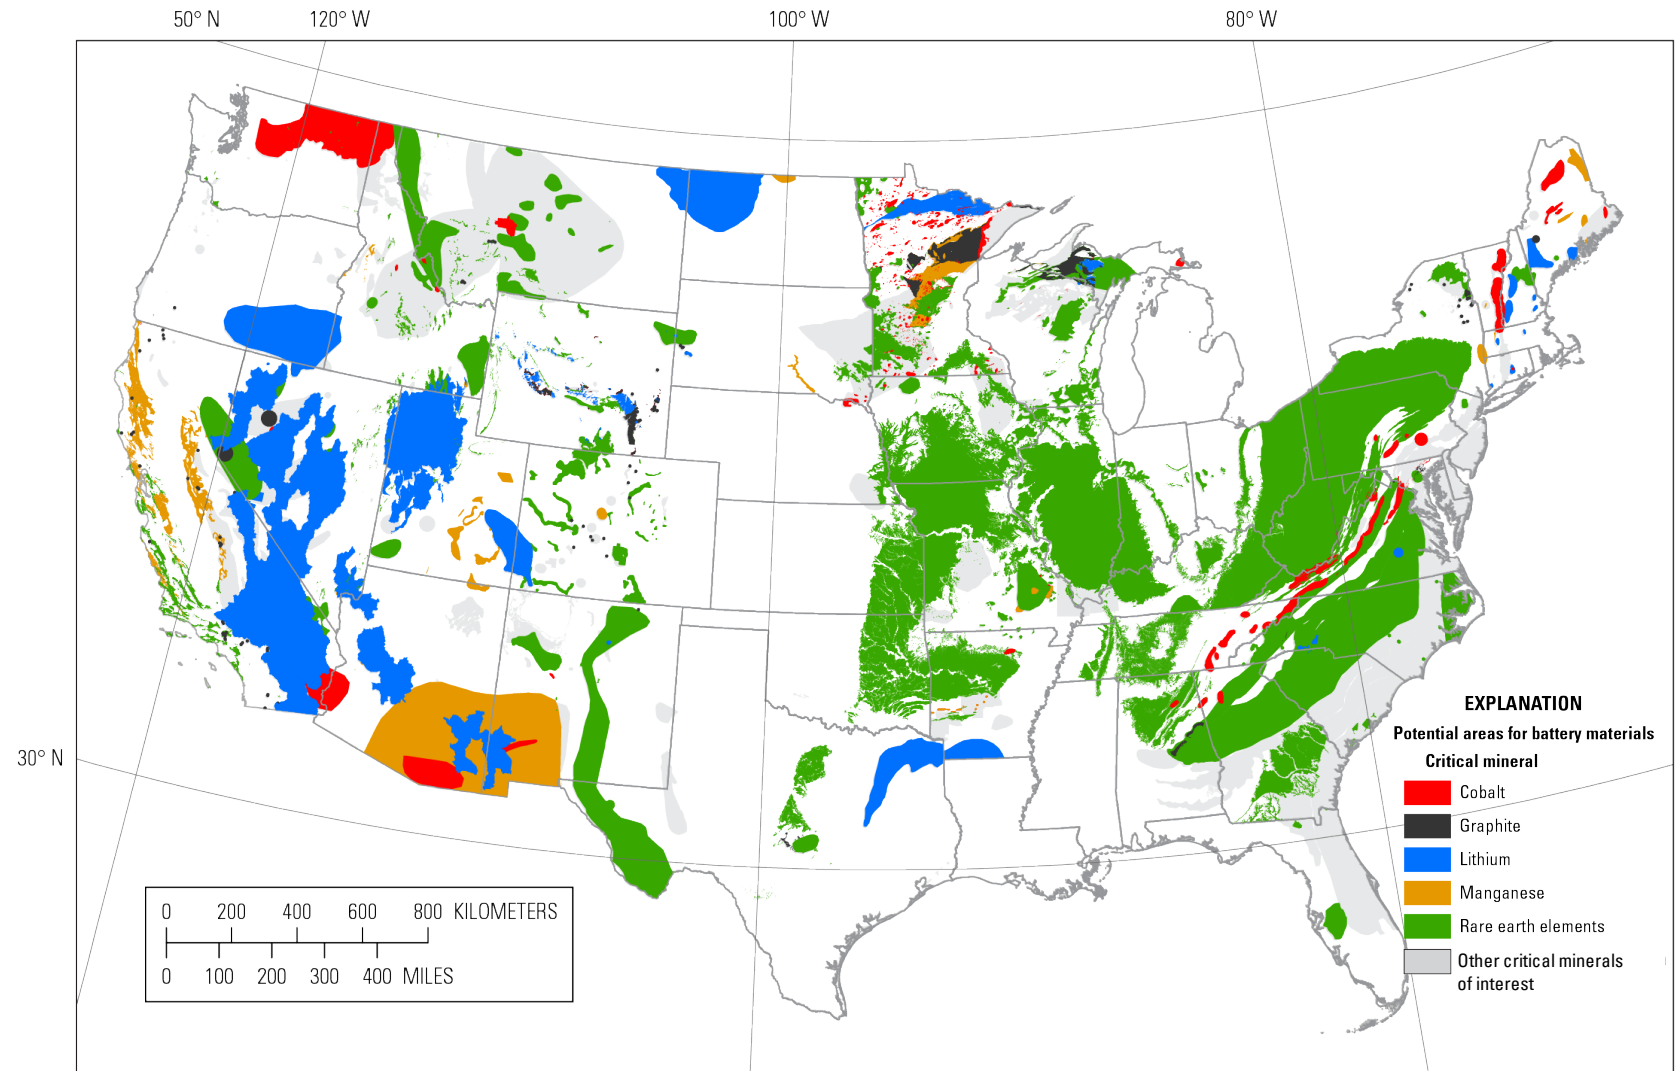 50° N 120° W 100° W 80° W
30° N
EXPLANATION
Potential areas for battery materials
Critical mineral
Cobalt
Graphite
Lithium
Manganese
Rare earth elements
Other critical minerals
of interest
0 200 400 600 800 KILOMETERS
0 100 200 300 400 MILES